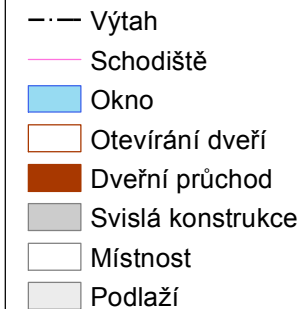 Výtah
Schodiště
Okno
Otevírání dveří
Dveřní průchod
Svislá konstrukce
Místnost
Podlaží